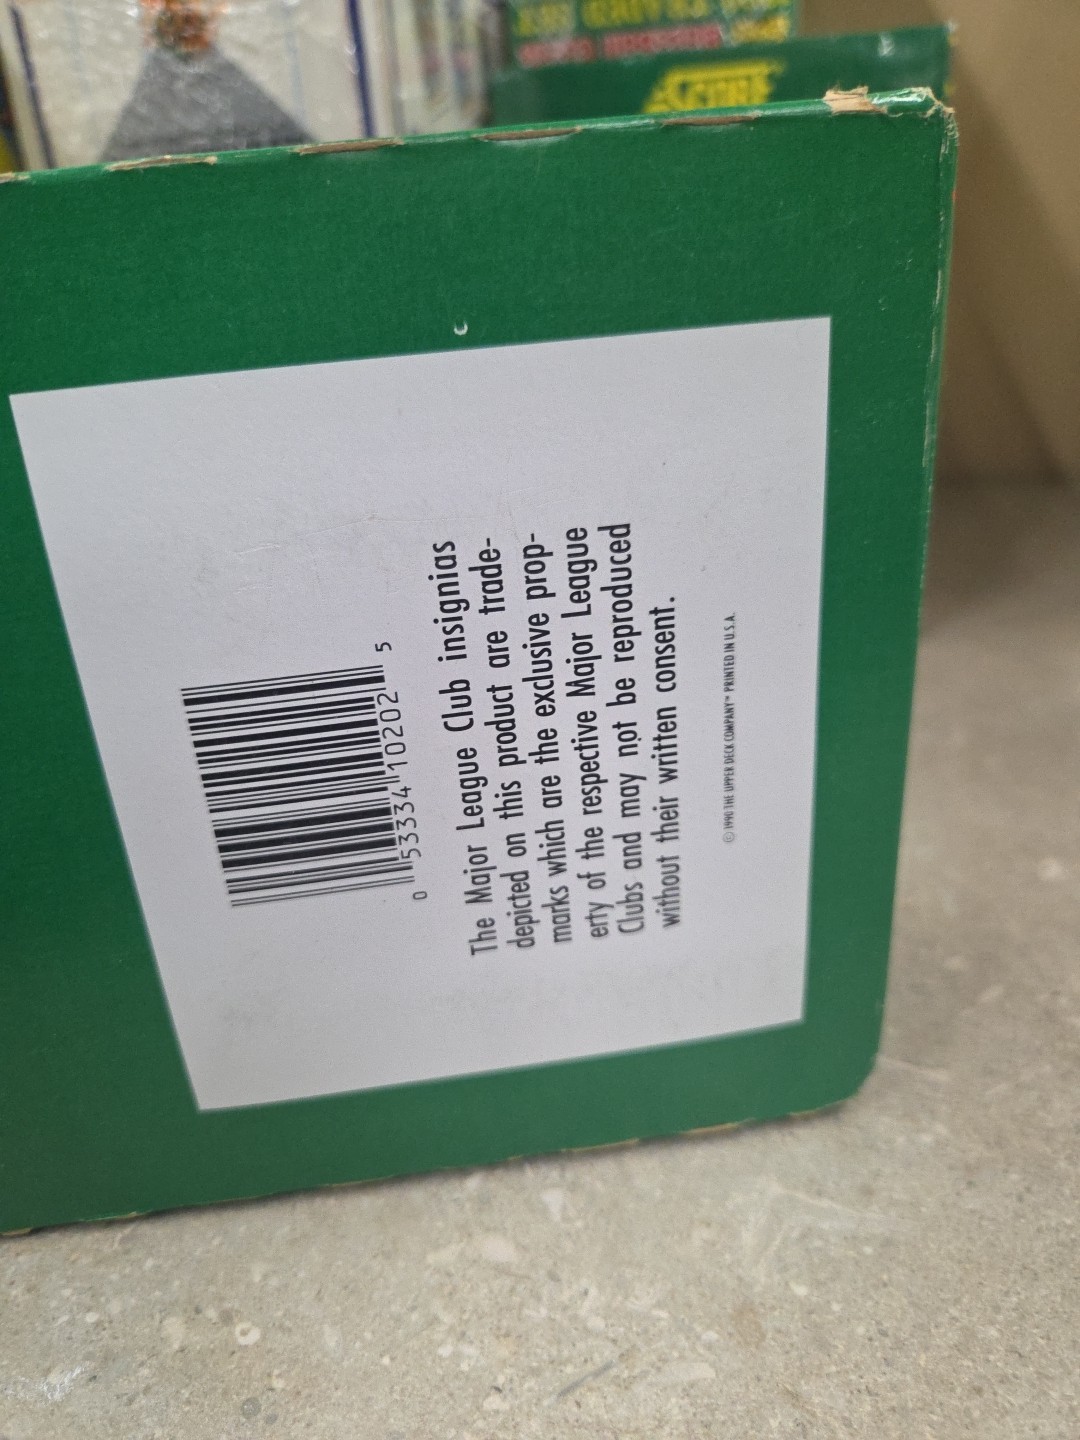 SCORE
0 53334 10202 5
The Major League Club insignias
depicted on this product are trade-
marks which are the exclusive prop-
erty of the respective Major League
Clubs and may not be reproduced
without their written consent.
© 1990 THE UPPER DECK COMPANY™ PRINTED IN U.S.A.